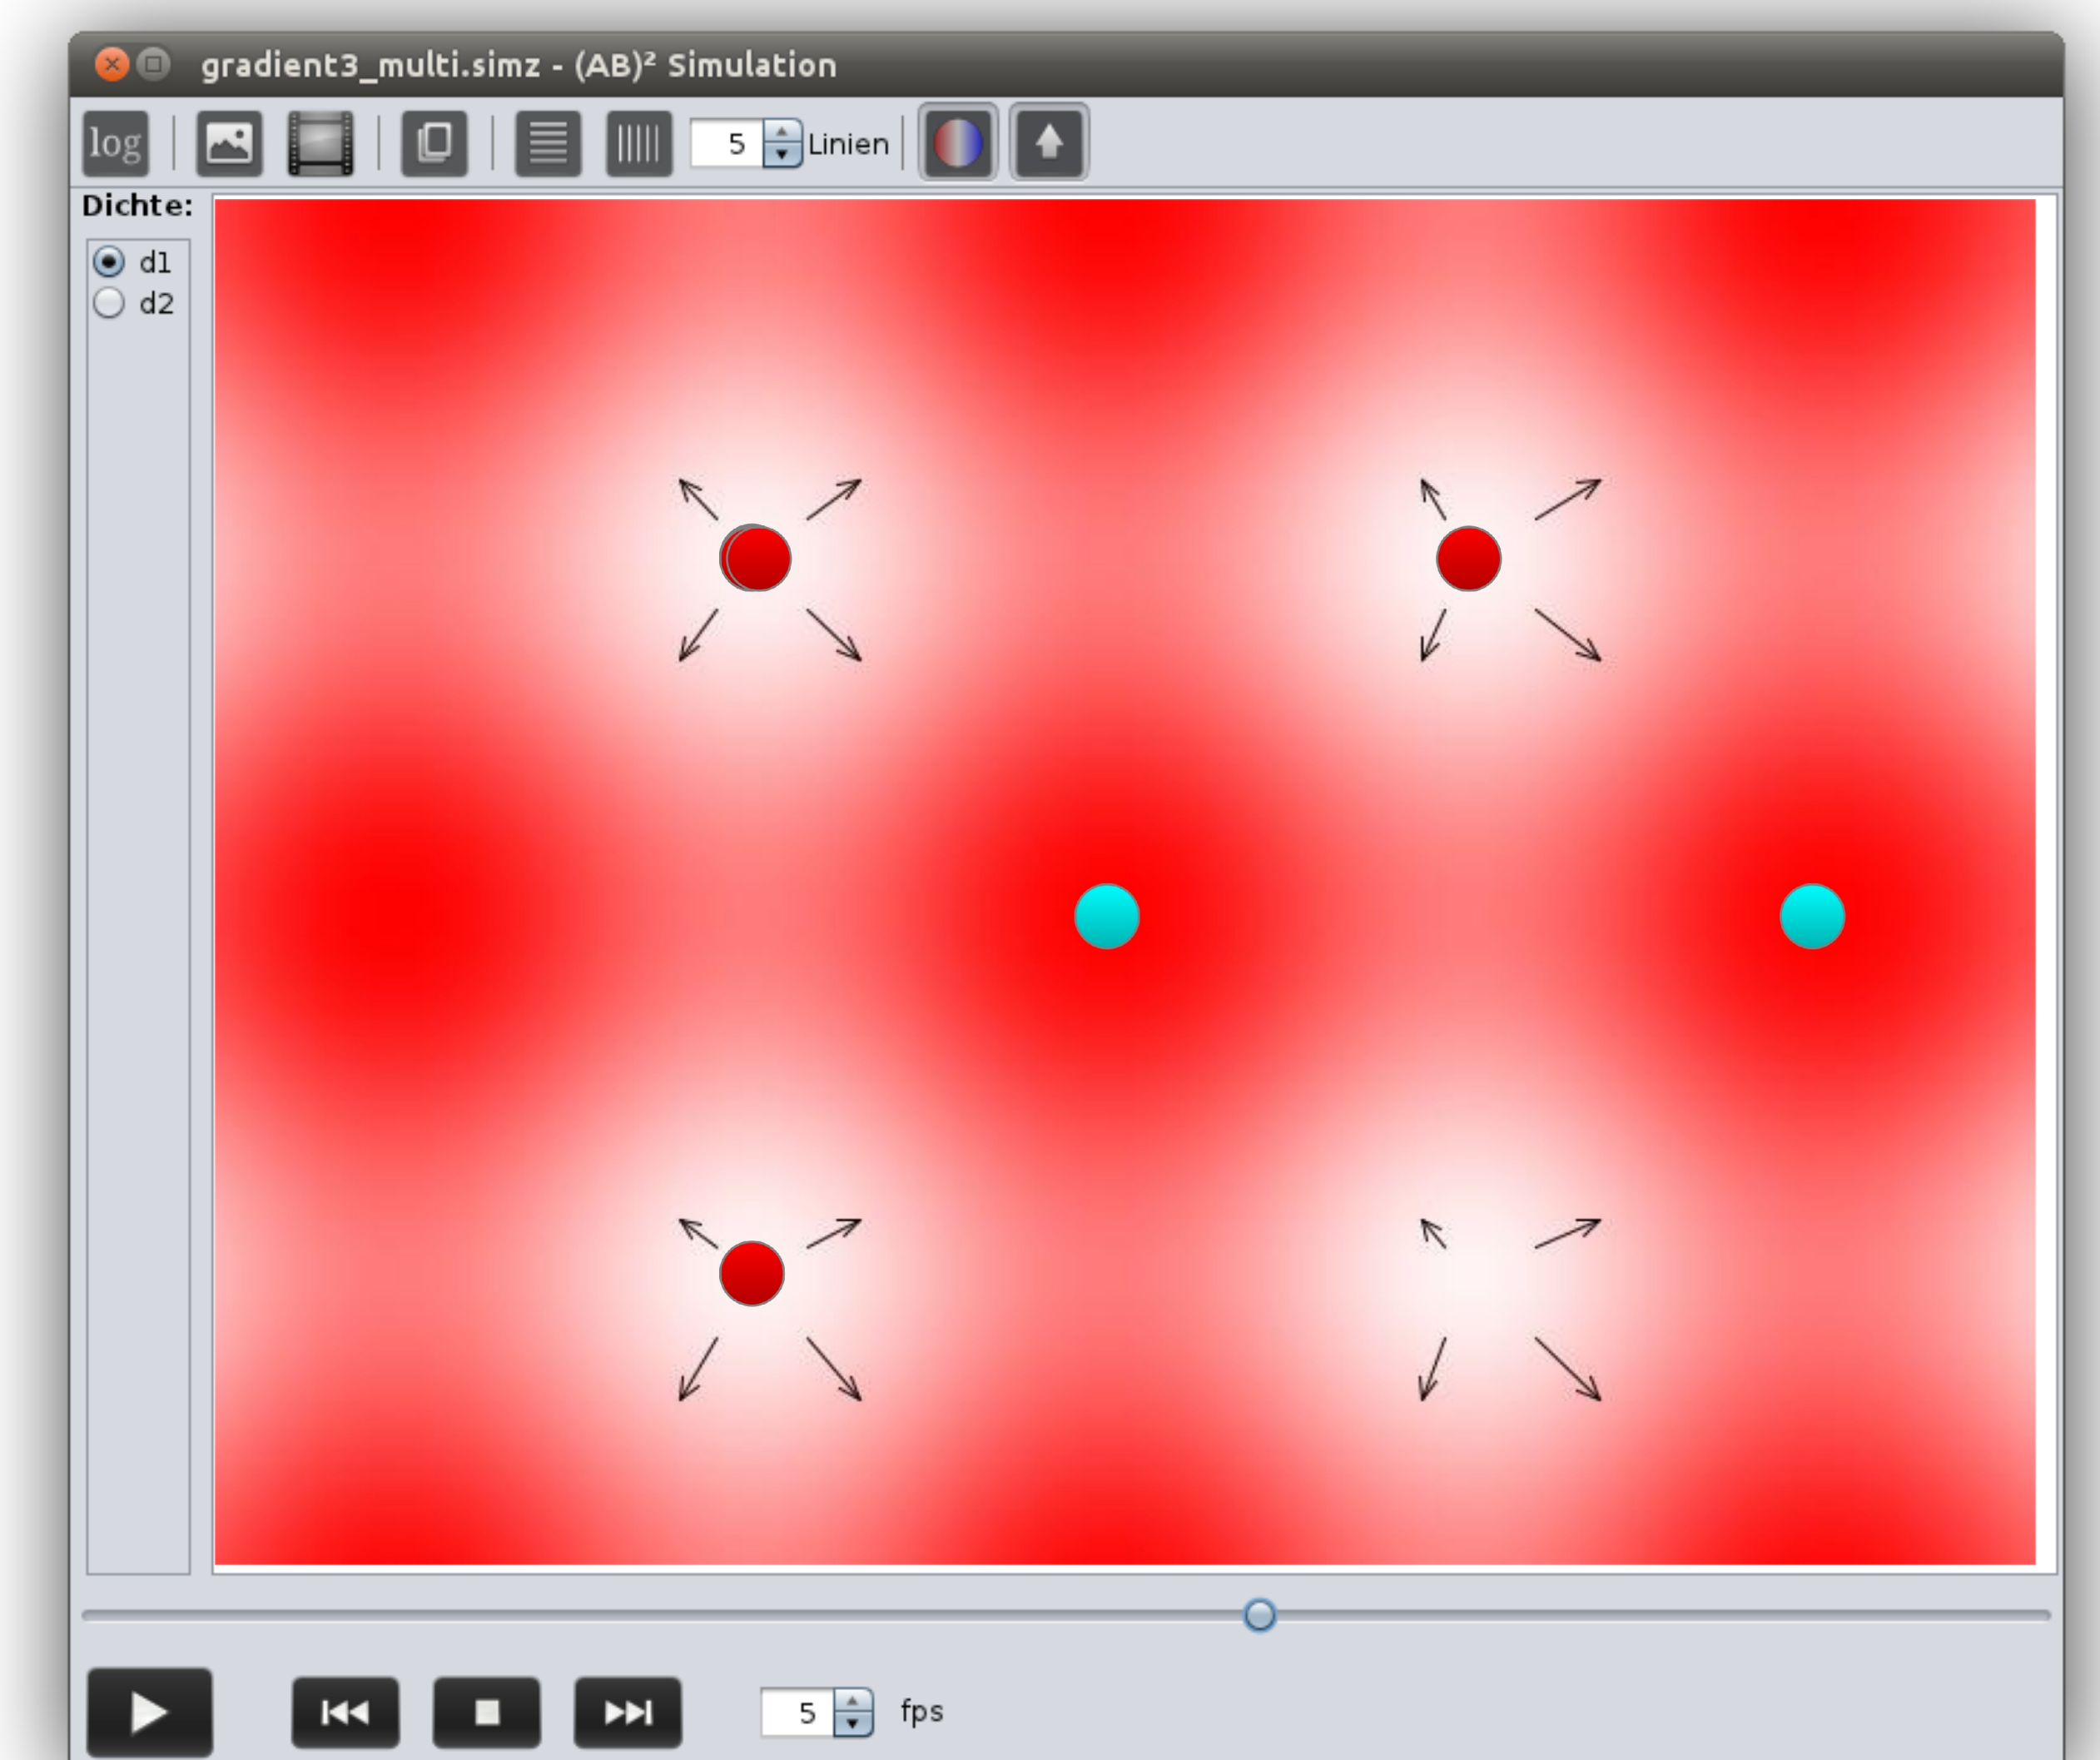 gradient3_multi.simz - (AB)² Simulation
log
5 Linien
Dichte:
d1
d2
5 fps